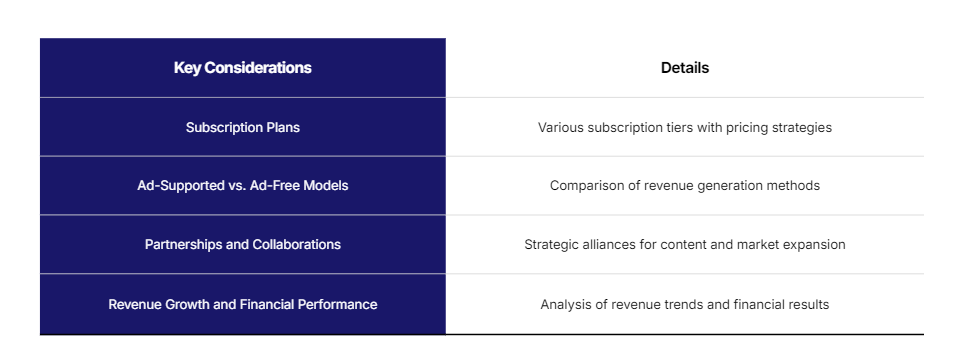 Key Considerations
Details
Subscription Plans
Various subscription tiers with pricing strategies
Ad-Supported vs. Ad-Free Models
Comparison of revenue generation methods
Partnerships and Collaborations
Strategic alliances for content and market expansion
Revenue Growth and Financial Performance
Analysis of revenue trends and financial results